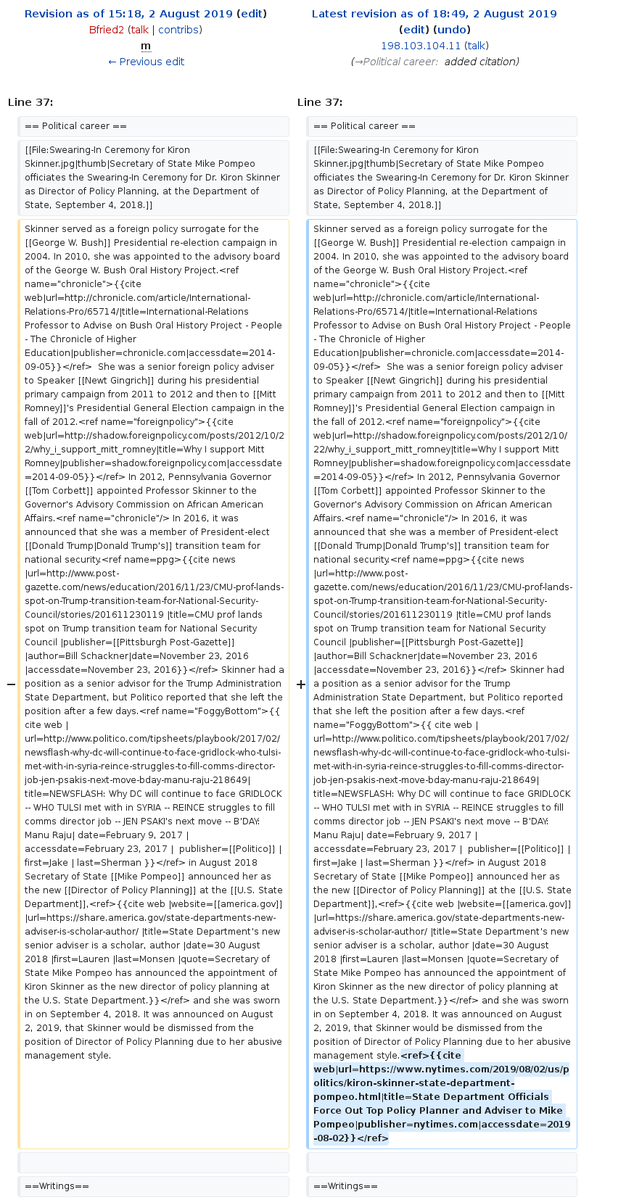 Revision as of 15:18, 2 August 2019 (edit)
Bfried2 (talk | contribs)
m
← Previous edit
Latest revision as of 18:49, 2 August 2019
(edit) (undo)
198.103.104.11 (talk)
(→Political career: added citation)
Line 37:
Line 37:
== Political career ==
== Political career ==
[[File:Swearing-In Ceremony for Kiron
Skinner.jpg|thumb|Secretary of State Mike Pompeo
officiates the Swearing-In Ceremony for Dr. Kiron Skinner
as Director of Policy Planning, at the Department of
State, September 4, 2018.]]
[[File:Swearing-In Ceremony for Kiron
Skinner.jpg|thumb|Secretary of State Mike Pompeo
officiates the Swearing-In Ceremony for Dr. Kiron Skinner
as Director of Policy Planning, at the Department of
State, September 4, 2018.]]
−
Skinner served as a foreign policy surrogate for the
[[George W. Bush]] Presidential re-election campaign in
2004. In 2010, she was appointed to the advisory board
of the George W. Bush Oral History Project.<ref
name="chronicle">{{cite
web|url=http://chronicle.com/article/International-
Relations-Pro/65714/|title=International-Relations
Professor to Advise on Bush Oral History Project - People
- The Chronicle of Higher
Education|publisher=chronicle.com|accessdate=2014-
09-05}}</ref>  She was a senior foreign policy adviser
to Speaker [[Newt Gingrich]] during his presidential
primary campaign from 2011 to 2012 and then to [[Mitt
Romney]]'s Presidential General Election campaign in the
fall of 2012.<ref name="foreignpolicy">{{cite
web|url=http://shadow.foreignpolicy.com/posts/2012/10/2
2/why_i_support_mitt_romney|title=Why I support Mitt
Romney|publisher=shadow.foreignpolicy.com|accessdate
=2014-09-05}}</ref> In 2012, Pennsylvania Governor
[[Tom Corbett]] appointed Professor Skinner to the
Governor's Advisory Commission on African American
Affairs.<ref name="chronicle"/> In 2016, it was
announced that she was a member of President-elect
[[Donald Trump|Donald Trump's]] transition team for
national security.<ref name=ppg>{{cite news
|url=http://www.post-
gazette.com/news/education/2016/11/23/CMU-prof-lands-
spot-on-Trump-transition-team-for-National-Security-
Council/stories/201611230119 |title=CMU prof lands
spot on Trump transition team for National Security
Council |publisher=[[Pittsburgh Post-Gazette]]
|author=Bill Schackner|date=November 23, 2016
|accessdate=November 23, 2016}}</ref> Skinner had a
position as a senior advisor for the Trump Administration
State Department, but Politico reported that she left the
position after a few days.<ref name="FoggyBottom">{{
cite web |
url=http://www.politico.com/tipsheets/playbook/2017/02/
newsflash-why-dc-will-continue-to-face-gridlock-who-tulsi-
met-with-in-syria-reince-struggles-to-fill-comms-director-
job-jen-psakis-next-move-bday-manu-raju-218649|
title=NEWSFLASH: Why DC will continue to face GRIDLOCK
-- WHO TULSI met with in SYRIA -- REINCE struggles to fill
comms director job -- JEN PSAKI's next move -- B'DAY:
Manu Raju| date=February 9, 2017 |
accessdate=February 23, 2017 |  publisher=[[Politico]] |
first=Jake | last=Sherman }}</ref> in August 2018
Secretary of State [[Mike Pompeo]] announced her as
the new [[Director of Policy Planning]] at the [[U.S. State
Department]],<ref>{{cite web |website=[[america.gov]]
|url=https://share.america.gov/state-departments-new-
adviser-is-scholar-author/ |title=State Department's new
senior adviser is a scholar, author |date=30 August
2018 |first=Lauren |last=Monsen |quote=Secretary of
State Mike Pompeo has announced the appointment of
Kiron Skinner as the new director of policy planning at
the U.S. State Department.}}</ref> and she was sworn
in on September 4, 2018. It was announced on August
2, 2019, that Skinner would be dismissed from the
position of Director of Policy Planning due to her abusive
management style.
+
Skinner served as a foreign policy surrogate for the
[[George W. Bush]] Presidential re-election campaign in
2004. In 2010, she was appointed to the advisory board
of the George W. Bush Oral History Project.<ref
name="chronicle">{{cite
web|url=http://chronicle.com/article/International-
Relations-Pro/65714/|title=International-Relations
Professor to Advise on Bush Oral History Project - People
- The Chronicle of Higher
Education|publisher=chronicle.com|accessdate=2014-
09-05}}</ref>  She was a senior foreign policy adviser
to Speaker [[Newt Gingrich]] during his presidential
primary campaign from 2011 to 2012 and then to [[Mitt
Romney]]'s Presidential General Election campaign in the
fall of 2012.<ref name="foreignpolicy">{{cite
web|url=http://shadow.foreignpolicy.com/posts/2012/10/
22/why_i_support_mitt_romney|title=Why I support Mitt
Romney|publisher=shadow.foreignpolicy.com|accessdate
=2014-09-05}}</ref> In 2012, Pennsylvania Governor
[[Tom Corbett]] appointed Professor Skinner to the
Governor's Advisory Commission on African American
Affairs.<ref name="chronicle"/> In 2016, it was
announced that she was a member of President-elect
[[Donald Trump|Donald Trump's]] transition team for
national security.<ref name=ppg>{{cite news
|url=http://www.post-
gazette.com/news/education/2016/11/23/CMU-prof-lands-
spot-on-Trump-transition-team-for-National-Security-
Council/stories/201611230119 |title=CMU prof lands
spot on Trump transition team for National Security
Council |publisher=[[Pittsburgh Post-Gazette]]
|author=Bill Schackner|date=November 23, 2016
|accessdate=November 23, 2016}}</ref> Skinner had
a position as a senior advisor for the Trump
Administration State Department, but Politico reported
that she left the position after a few days.<ref
name="FoggyBottom">{{ cite web |
url=http://www.politico.com/tipsheets/playbook/2017/02/
newsflash-why-dc-will-continue-to-face-gridlock-who-tulsi-
met-with-in-syria-reince-struggles-to-fill-comms-director-
job-jen-psakis-next-move-bday-manu-raju-218649|
title=NEWSFLASH: Why DC will continue to face GRIDLOCK
-- WHO TULSI met with in SYRIA -- REINCE struggles to fill
comms director job -- JEN PSAKI's next move -- B'DAY:
Manu Raju| date=February 9, 2017 |
accessdate=February 23, 2017 |  publisher=[[Politico]] |
first=Jake | last=Sherman }}</ref> in August 2018
Secretary of State [[Mike Pompeo]] announced her as
the new [[Director of Policy Planning]] at the [[U.S. State
Department]],<ref>{{cite web |website=[[america.gov]]
|url=https://share.america.gov/state-departments-new-
adviser-is-scholar-author/ |title=State Department's new
senior adviser is a scholar, author |date=30 August
2018 |first=Lauren |last=Monsen |quote=Secretary of
State Mike Pompeo has announced the appointment of
Kiron Skinner as the new director of policy planning at
the U.S. State Department.}}</ref> and she was sworn
in on September 4, 2018. It was announced on August
2, 2019, that Skinner would be dismissed from the
position of Director of Policy Planning due to her abusive
management style.<ref>{{cite
web|url=https://www.nytimes.com/2019/08/02/us/p
olitics/kiron-skinner-state-department-
pompeo.html|title=State Department Officials
Force Out Top Policy Planner and Adviser to Mike
Pompeo|publisher=nytimes.com|accessdate=2019
-08-02}}</ref>
==Writings==
==Writings==